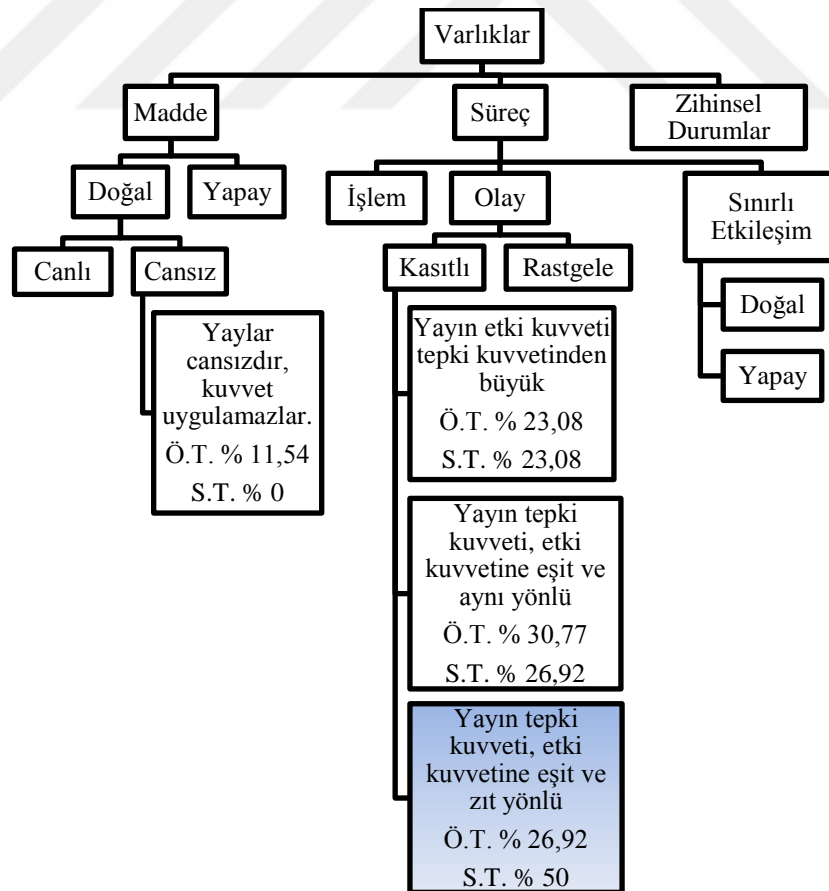 Varlıklar
Madde
Süreç
Zihinsel
Durumlar
Doğal
Yapay
İşlem
Olay
Sınırlı
Etkileşim
Canlı
Cansız
Kasıtlı
Rastgele
Doğal
Yapay
Yaylar
cansızdır,
kuvvet
uygulamazlar.
Ö.T. % 11,54
S.T. % 0
Yayın etki kuvveti
tepki kuvvetinden
büyük
Ö.T. % 23,08
S.T. % 23,08
Yayın tepki
kuvveti, etki
kuvvetine eşit ve
aynı yönlü
Ö.T. % 30,77
S.T. % 26,92
Yayın tepki
kuvveti, etki
kuvvetine eşit ve
zıt yönlü
Ö.T. % 26,92
S.T. % 50